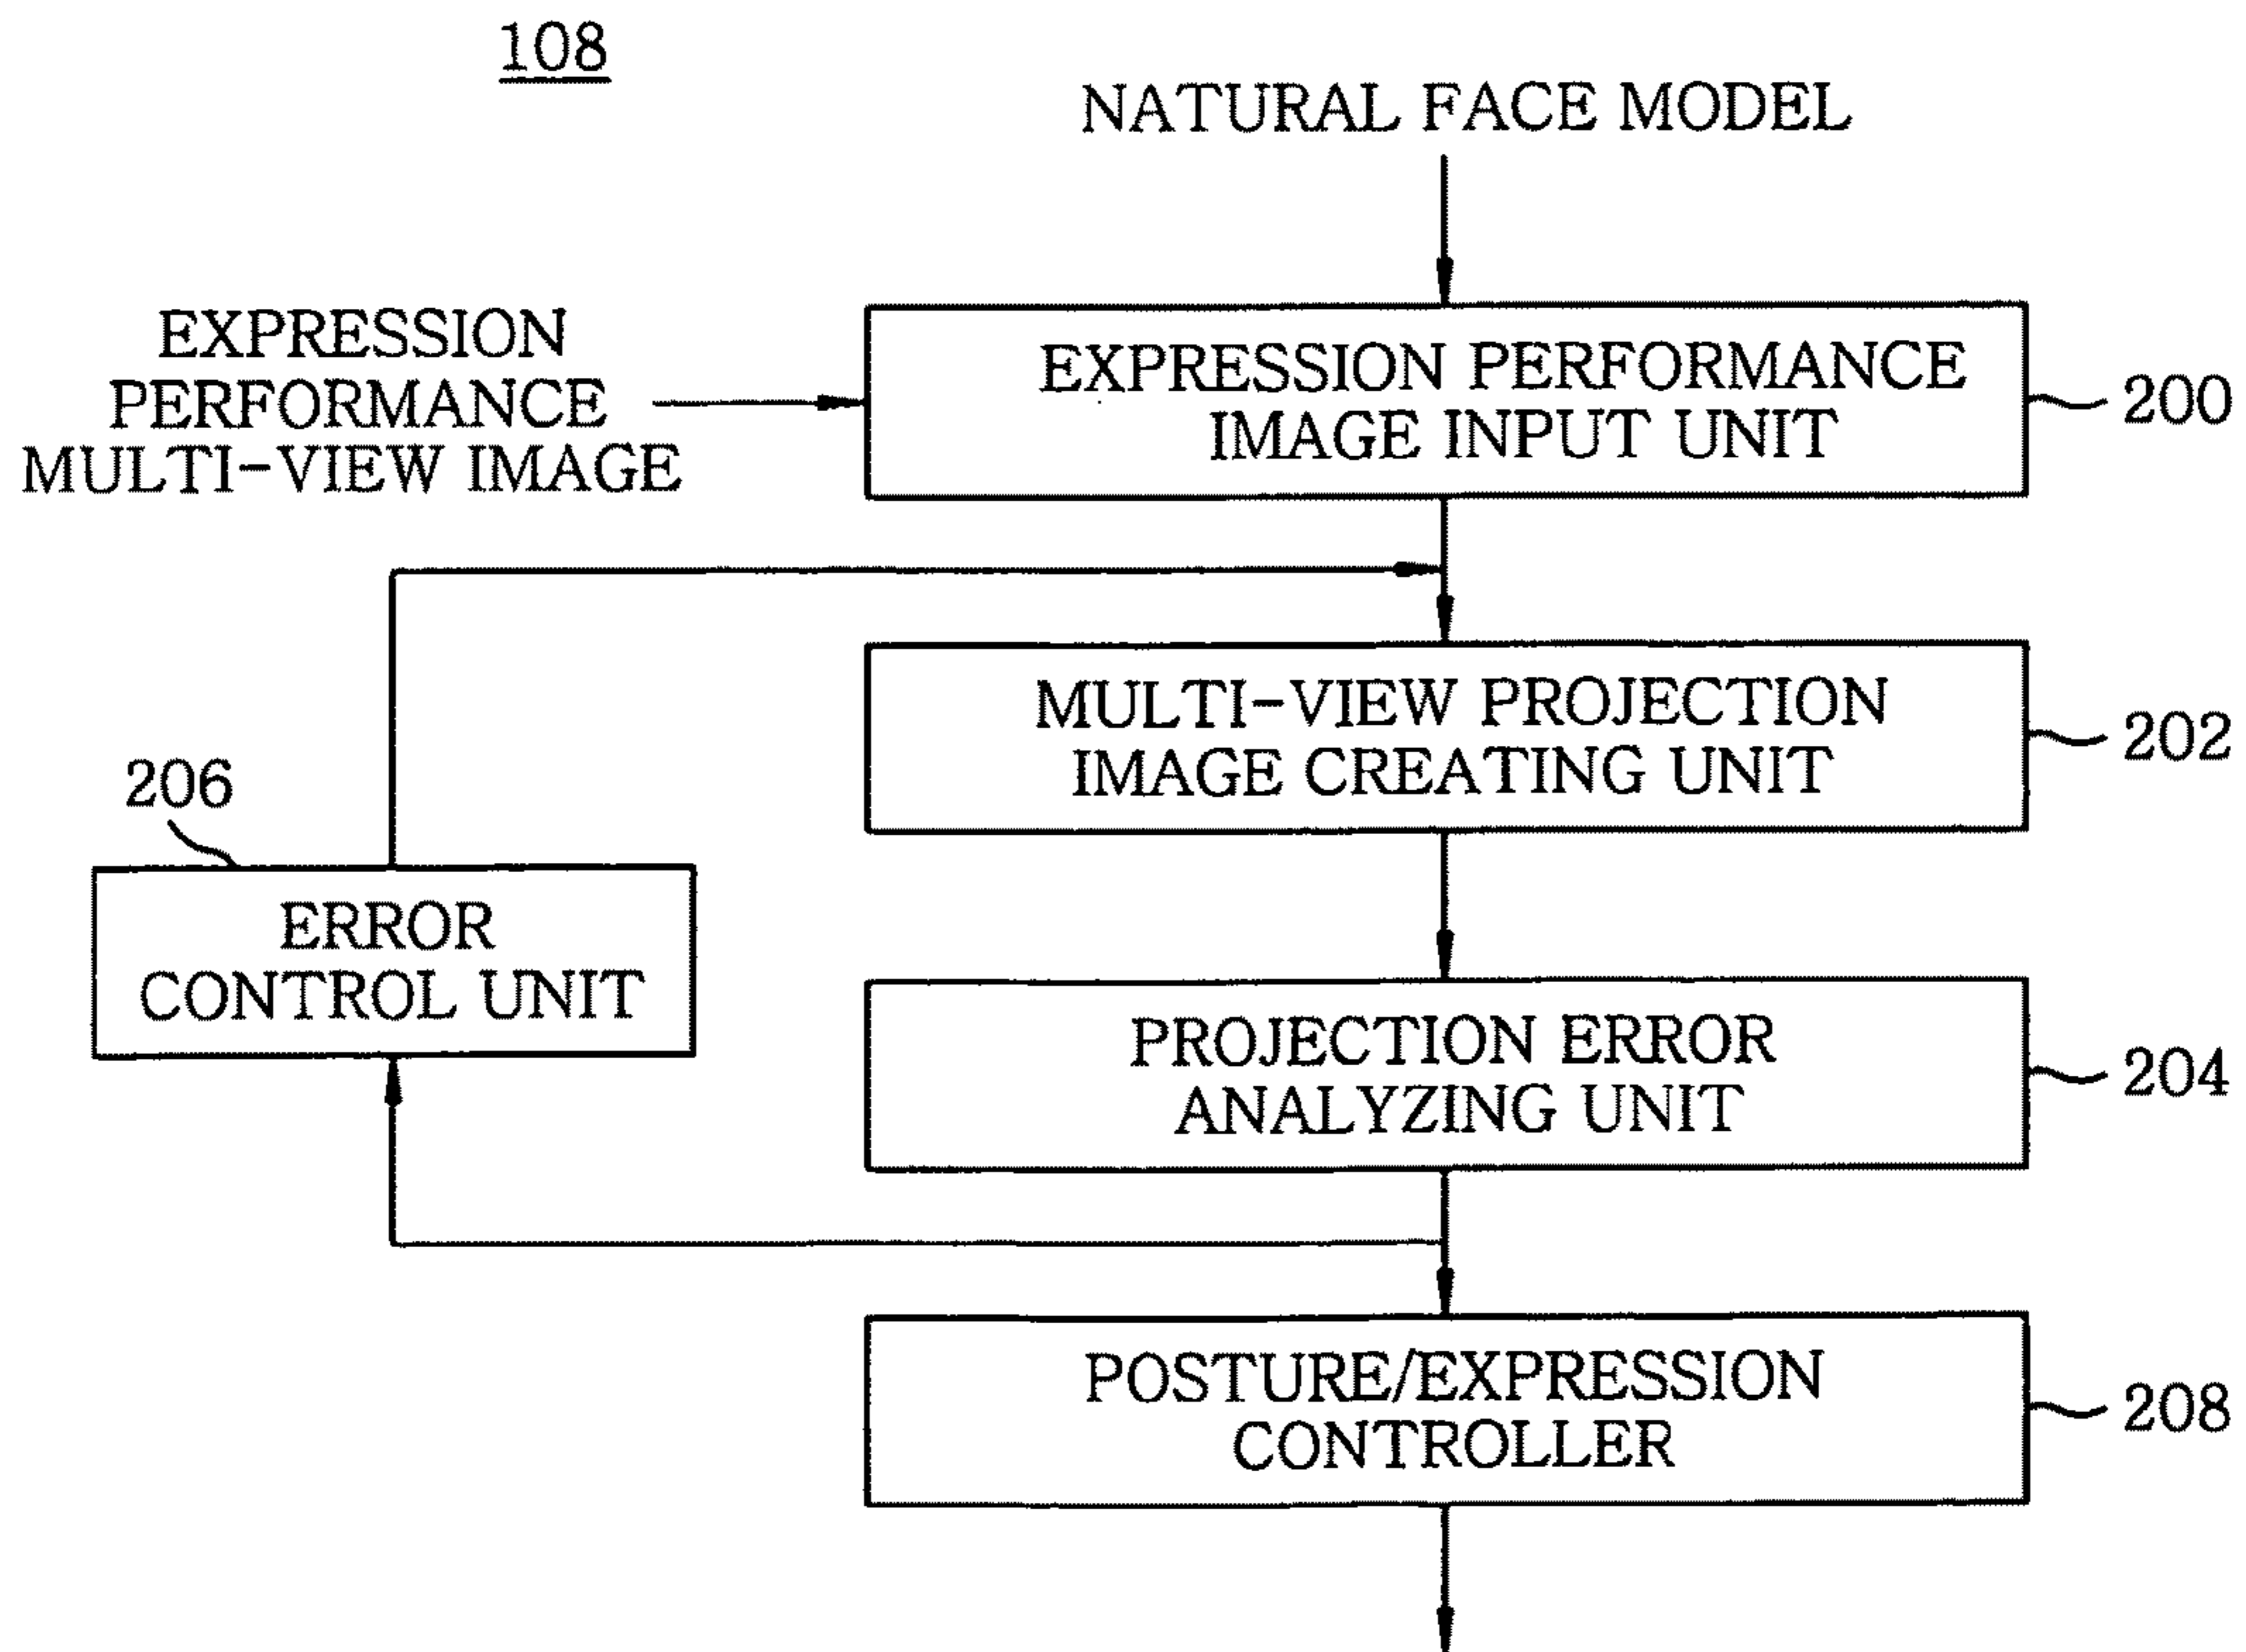 108
NATURAL FACE MODEL
EXPRESSION
PERFORMANCE
MULTI-VIEW IMAGE
EXPRESSION PERFORMANCE
IMAGE INPUT UNIT
200
MULTI-VIEW PROJECTION
IMAGE CREATING UNIT
202
206
ERROR
CONTROL UNIT
PROJECTION ERROR
ANALYZING UNIT
204
POSTURE/EXPRESSION
CONTROLLER
208